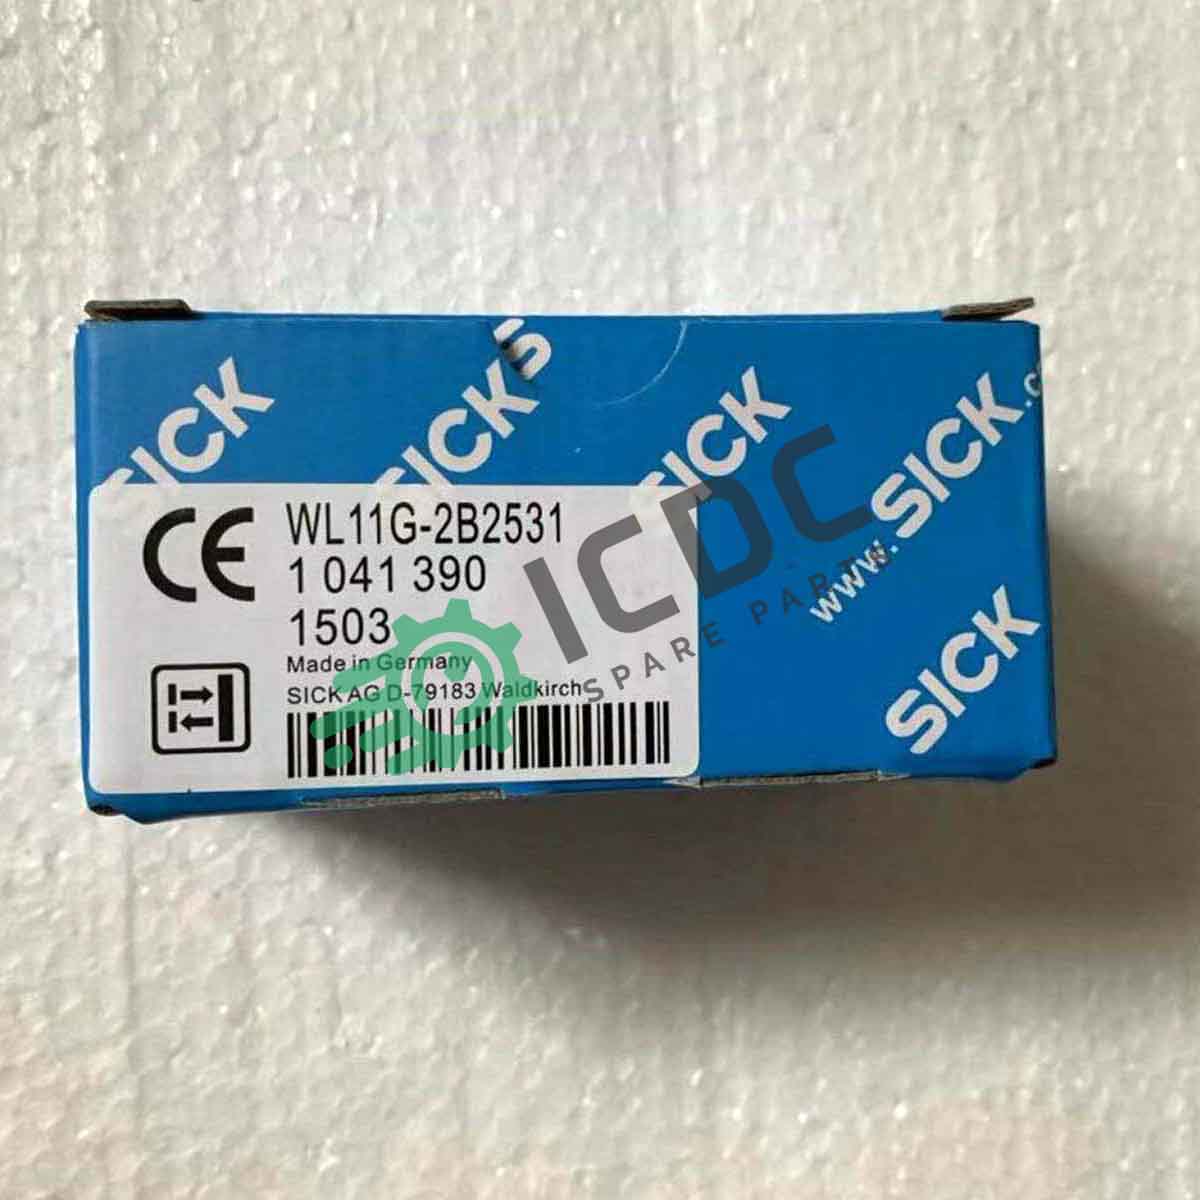 SICK
SICK
S
SICK
www.SICK.c
SICK
CE
WL11G-2B2531
1 041 390
1503
Made in Germany
SICK AG D-79183 Waldkirch
ICDC
SPARE PARTS